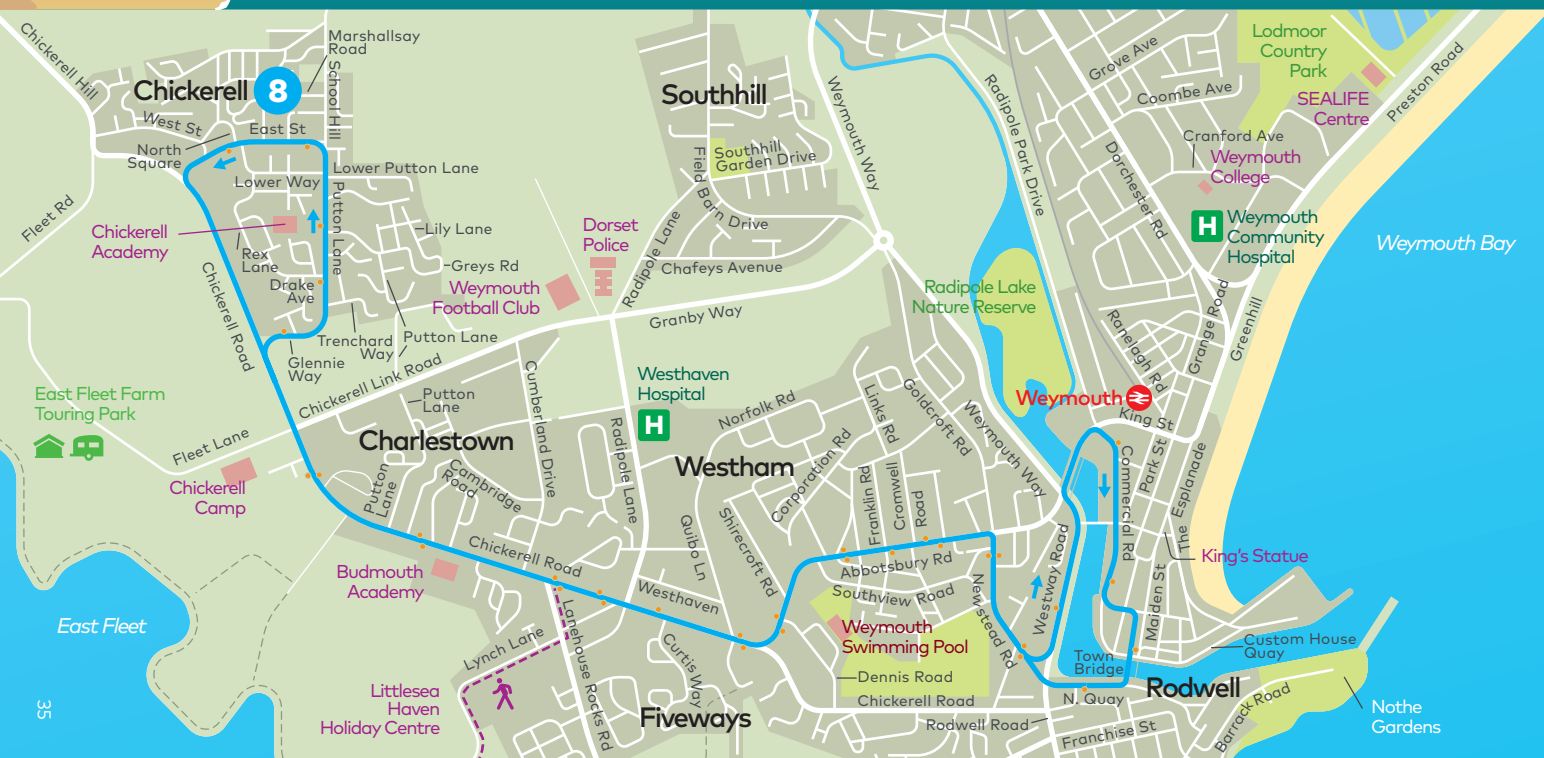 Chickerell Hill
Marshallsay
Road
School Hill
Chickerell
8
West St
East St
North
Square
Lower Putton Lane
Lower Way
Putton Lane
Fleet Rd
Chickerell
Academy
Rex
Lane
Lily Lane
Greys Rd
Drake
Ave
Chickerell Road
Trenchard
Way
Putton Lane
Glennie
Way
Chickerell Link Road
Weymouth
Football Club
Dorset
Police
Southhill
Southhill
Garden Drive
Field Barn Drive
Radipole Lane
Chafeys Avenue
Granby Way
Weymouth Way
Radipole Park Drive
Grove Ave
Coombe Ave
Lodmoor
Country
Park
SEALIFE
Centre
Preston Road
Cranford Ave
Weymouth
College
Dorchester Rd
H
Weymouth
Community
Hospital
Weymouth Bay
Radipole Lake
Nature Reserve
Ranelagh Rd
Grange Road
Greenhill
Weymouth
King St
East Fleet Farm
Touring Park
Fleet Lane
Chickerell
Camp
Putton
Lane
Charlestown
Cumberland Drive
Putton
Lane
Cambridge
Road
Westhaven
Hospital
H
Radipole Lane
Norfolk Rd
Westham
Links Rd
Goldcroft Rd
Weymouth Way
Corporation Rd
Franklin Rd
Cromwell
Road
Quibo Ln
Shirecroft Rd
Chickerell Road
Westhaven
Abbotsbury Rd
Southview Road
Newstead Rd
Westway Road
Commercial Rd
Park St
The Esplanade
King's Statue
Maiden St
Custom House
Quay
Town
Bridge
Rodwell
N. Quay
Budmouth
Academy
Lanehouse Rocks Rd
Lynch Lane
Curtis Way
Weymouth
Swimming Pool
Dennis Road
Chickerell Road
Rodwell Road
Franchise St
Barrack Road
Nothe
Gardens
East Fleet
Littlesea
Haven
Holiday Centre
Fiveways
35